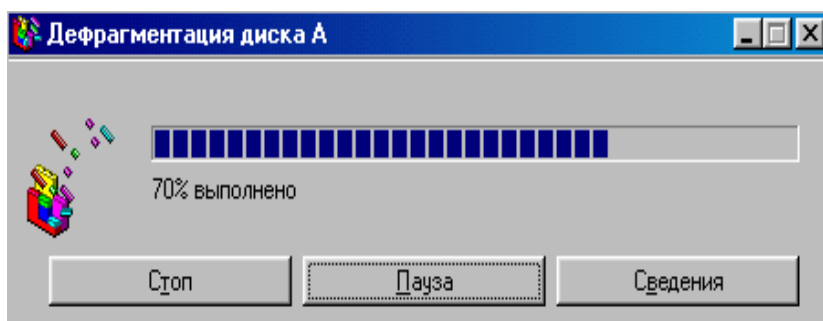 Дефрагментация диска A
70% выполнено
Стоп
Пауза
Сведения